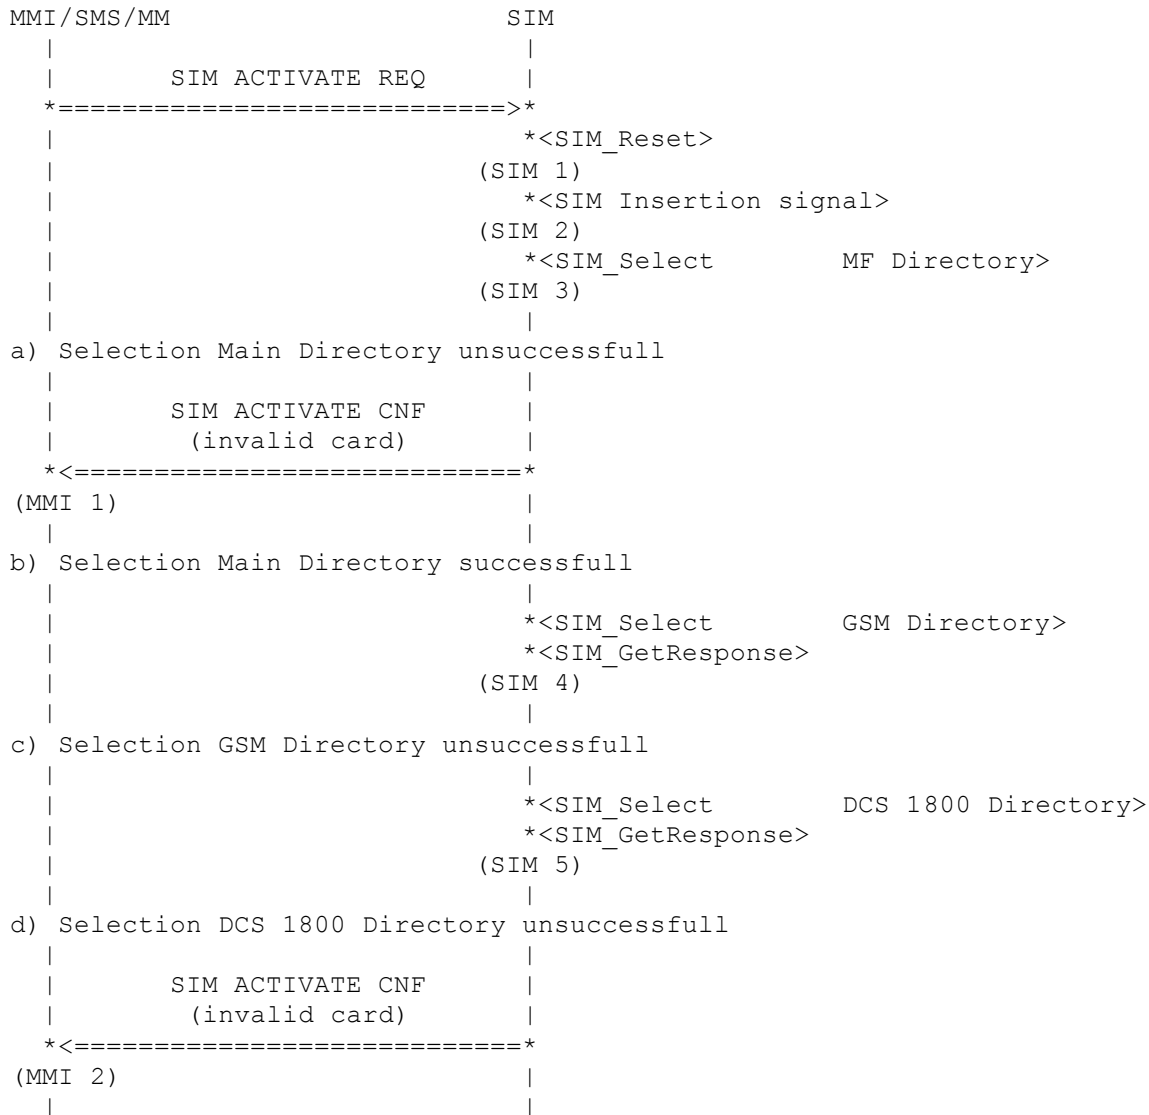 MMI/SMS/MM                     SIM
  |                              |
  |       SIM ACTIVATE REQ       |
  *============================>*
  |                              *<SIM_Reset>
  |                           (SIM 1)
  |                              *<SIM Insertion signal>
  |                           (SIM 2)
  |                              *<SIM_Select        MF Directory>
  |                           (SIM 3)
  |                              |
a) Selection Main Directory unsuccessfull
  |                              |
  |       SIM ACTIVATE CNF       |
  |        (invalid card)        |
  *<============================*
(MMI 1)                          |
  |                              |
b) Selection Main Directory successfull
  |                              |
  |                              *<SIM_Select        GSM Directory>
  |                              *<SIM_GetResponse>
  |                           (SIM 4)
  |                              |
c) Selection GSM Directory unsuccessfull
  |                              |
  |                              *<SIM_Select        DCS 1800 Directory>
  |                              *<SIM_GetResponse>
  |                           (SIM 5)
  |                              |
d) Selection DCS 1800 Directory unsuccessfull
  |                              |
  |       SIM ACTIVATE CNF       |
  |        (invalid card)        |
  *<============================*
(MMI 2)                          |
  |                              |